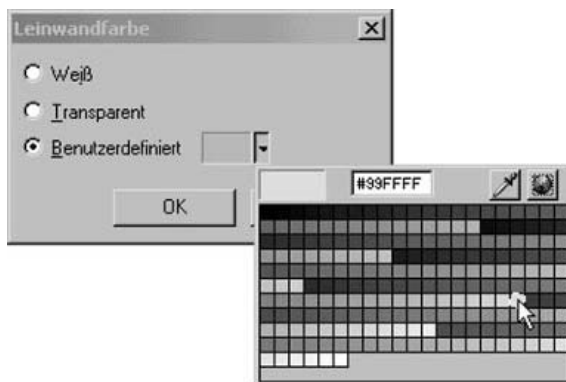 Leinwandfarbe
Weiß
Transparent
Benutzerdefiniert
#99FFFF
OK